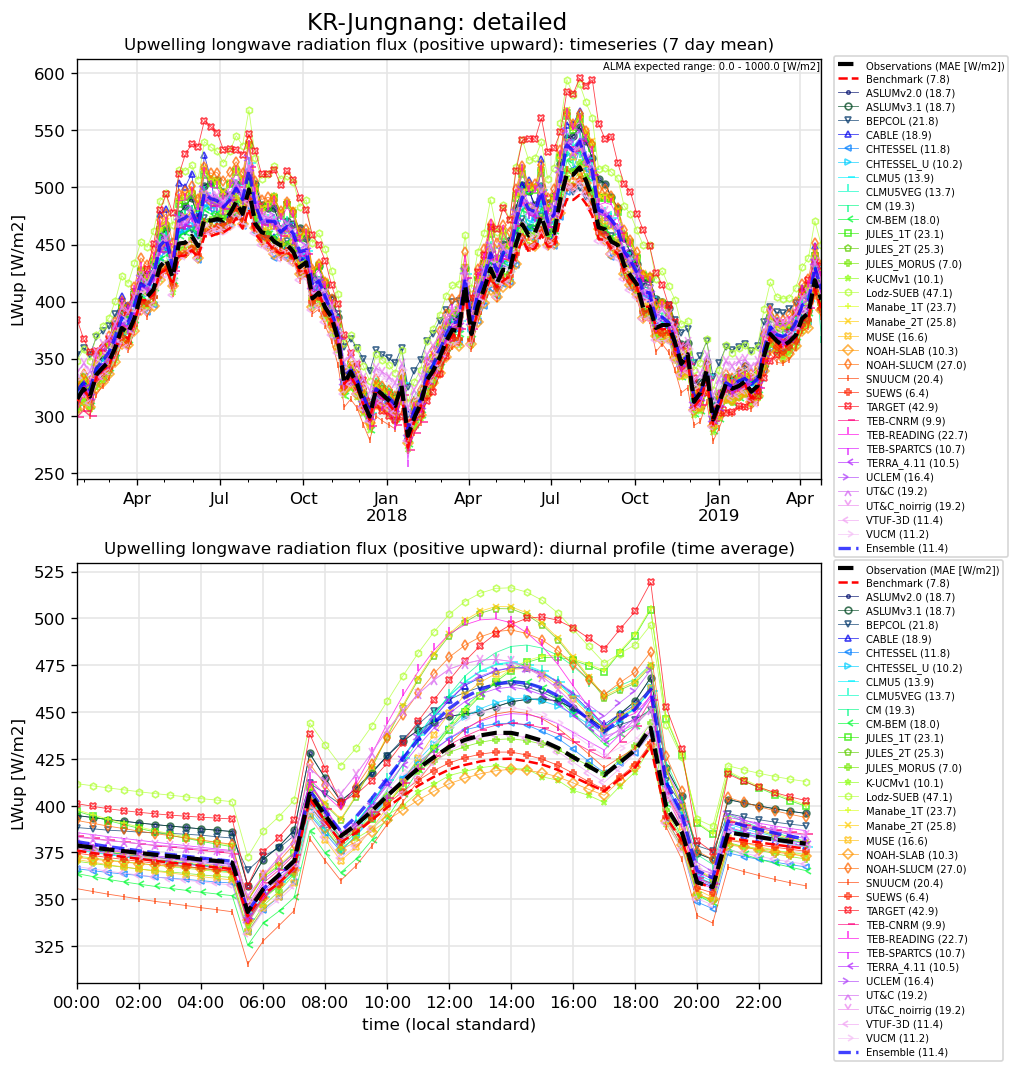 KR-Jungnang: detailed
Upwelling longwave radiation flux (positive upward): timeseries (7 day mean)
ALMA expected range: 0.0 - 1000.0 [W/m2]
LWup [W/m2]
600
550
500
450
400
350
300
250
Apr
Jul
Oct
Jan
2018
Apr
Jul
Oct
Jan
2019
Apr
Observations (MAE [W/m2])
Benchmark (7.8)
ASLUMv2.0 (18.7)
ASLUMv3.1 (18.7)
BEPCOL (21.8)
CABLE (18.9)
CHTESSEL (11.8)
CHTESSEL_U (10.2)
CLMU5 (13.9)
CLMU5VEG (13.7)
CM (19.3)
CM-BEM (18.0)
JULES_1T (23.1)
JULES_2T (25.3)
JULES_MORUS (7.0)
K-UCMv1 (10.1)
Lodz-SUEB (47.1)
Manabe_1T (23.7)
Manabe_2T (25.8)
MUSE (16.6)
NOAH-SLAB (10.3)
NOAH-SLUCM (27.0)
SNUUCM (20.4)
SUEWS (6.4)
TARGET (42.9)
TEB-CNRM (9.9)
TEB-READING (22.7)
TEB-SPARTCS (10.7)
TERRA_4.11 (10.5)
UCLEM (16.4)
UT&C (19.2)
UT&C_noirrig (19.2)
VTUF-3D (11.4)
VUCM (11.2)
Ensemble (11.4)
Upwelling longwave radiation flux (positive upward): diurnal profile (time average)
LWup [W/m2]
525
500
475
450
425
400
375
350
325
00:00
02:00
04:00
06:00
08:00
10:00
12:00
14:00
16:00
18:00
20:00
22:00
time (local standard)
Observation (MAE [W/m2])
Benchmark (7.8)
ASLUMv2.0 (18.7)
ASLUMv3.1 (18.7)
BEPCOL (21.8)
CABLE (18.9)
CHTESSEL (11.8)
CHTESSEL_U (10.2)
CLMU5 (13.9)
CLMU5VEG (13.7)
CM (19.3)
CM-BEM (18.0)
JULES_1T (23.1)
JULES_2T (25.3)
JULES_MORUS (7.0)
K-UCMv1 (10.1)
Lodz-SUEB (47.1)
Manabe_1T (23.7)
Manabe_2T (25.8)
MUSE (16.6)
NOAH-SLAB (10.3)
NOAH-SLUCM (27.0)
SNUUCM (20.4)
SUEWS (6.4)
TARGET (42.9)
TEB-CNRM (9.9)
TEB-READING (22.7)
TEB-SPARTCS (10.7)
TERRA_4.11 (10.5)
UCLEM (16.4)
UT&C (19.2)
UT&C_noirrig (19.2)
VTUF-3D (11.4)
VUCM (11.2)
Ensemble (11.4)